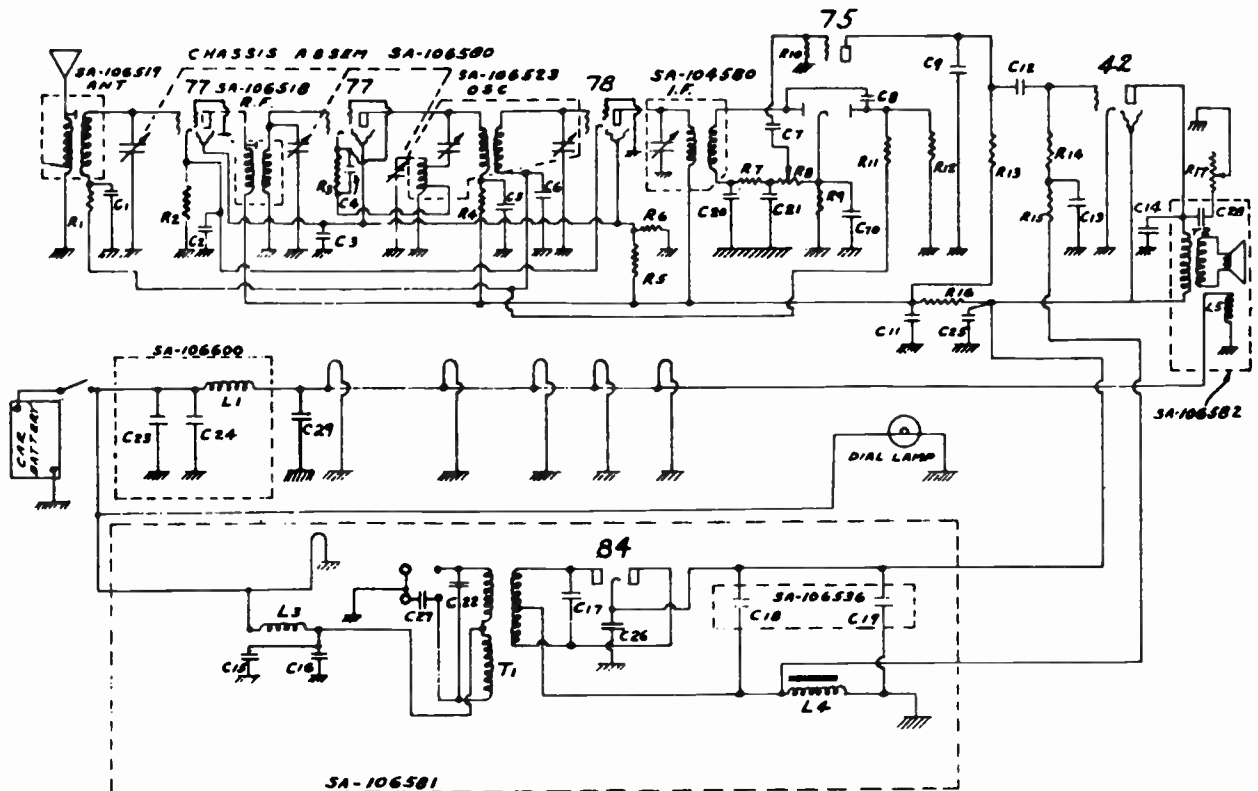 75
CHASSIS ABSEM SA-106580
SA-106519
ANT
77
SA-106518
R.F.
77
SA-106523
OSC
78
SA-104580
I.F.
R10
C9
C12
42
C7
C8
R1
C1
R2
C2
R3
C4
C3
R4
C5
C6
R6
R5
R7
R8
C20
C21
R9
C10
R11
R12
R13
R14
R15
C13
C14
R17
C28
L5
R16
C11
C25
SA-106582
SA-106600
L1
C23
C24
C29
CAR
BATTERY
DIAL LAMP
84
L3
C15
C16
C27
C22
T1
C17
C26
SA-106536
C18
C19
L4
SA-106581